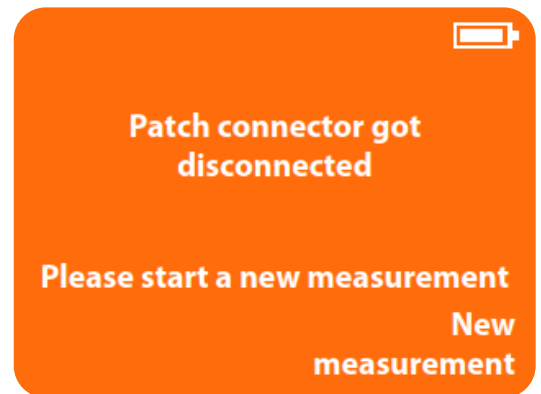 Patch connector got
disconnected
Please start a new measurement
New
measurement